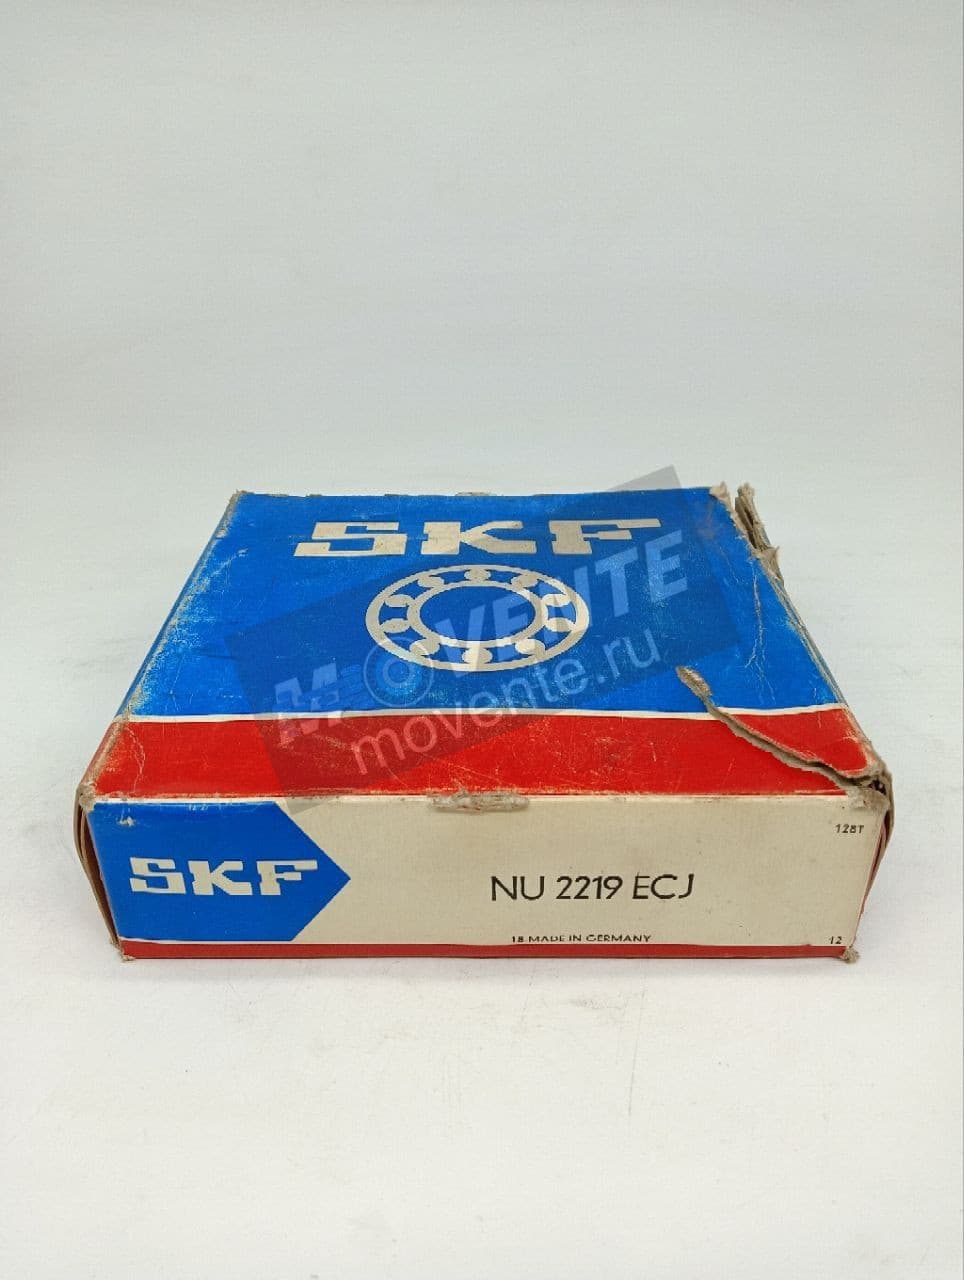 SKF
MOVENTE
movente.ru
128T
SKF
NU 2219 ECJ
18 MADE IN GERMANY
12